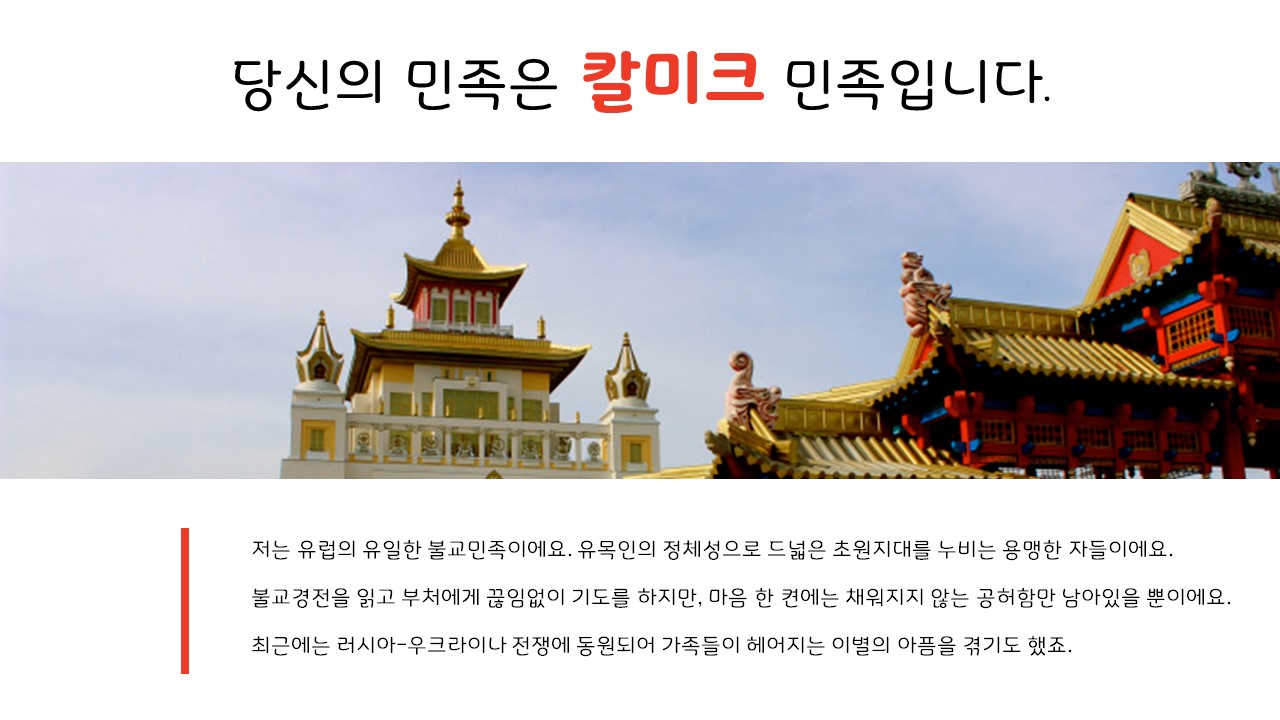 당신의 민족은 칼미크 민족입니다.
저는 유럽의 유일한 불교민족이에요. 유목인의 정체성으로 드넓은 초원지대를 누비는 용맹한 자들이에요.
불교경전을 읽고 부처에게 끊임없이 기도를 하지만, 마음 한 켠에는 채워지지 않는 공허함만 남아있을 뿐이에요.
최근에는 러시아-우크라이나 전쟁에 동원되어 가족들이 헤어지는 이별의 아픔을 겪기도 했죠.